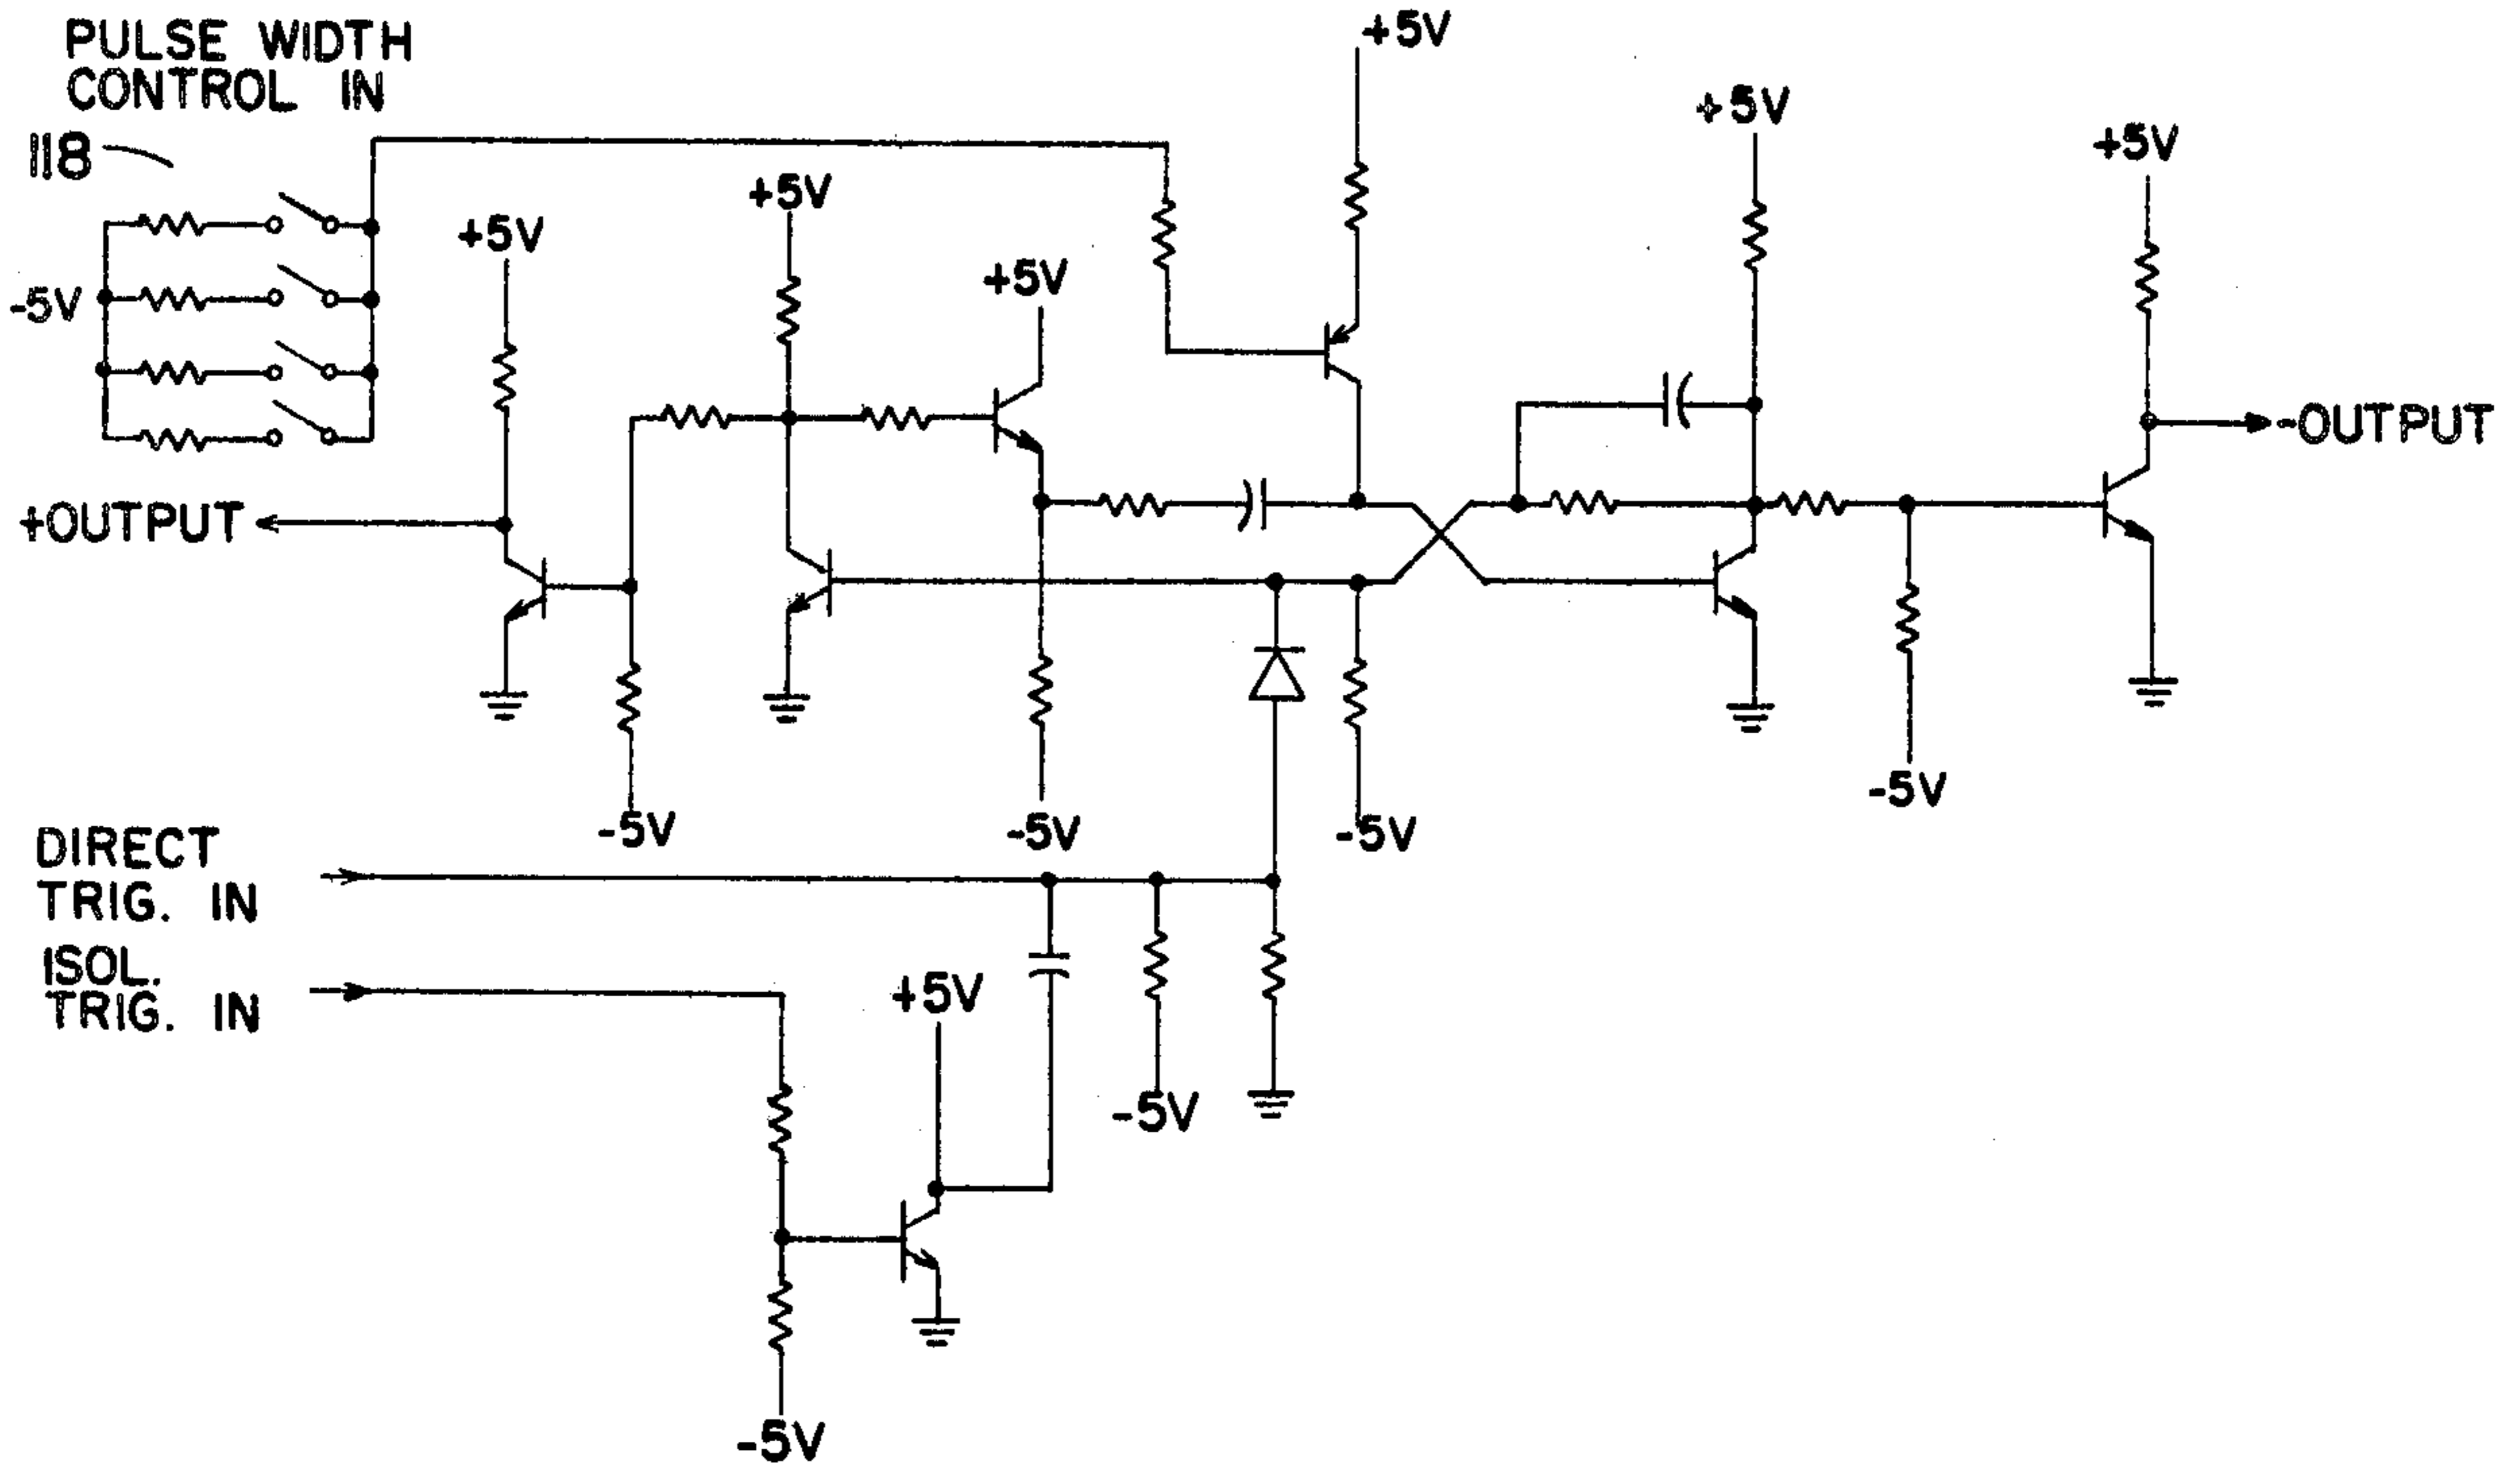 PULSE WIDTH
CONTROL IN
118
+5V
+5V
+5V
+5V
+5V
+5V
-5V
+OUTPUT
-OUTPUT
-5V
-5V
-5V
-5V
DIRECT
TRIG. IN
ISOL.
TRIG. IN
+5V
-5V
-5V